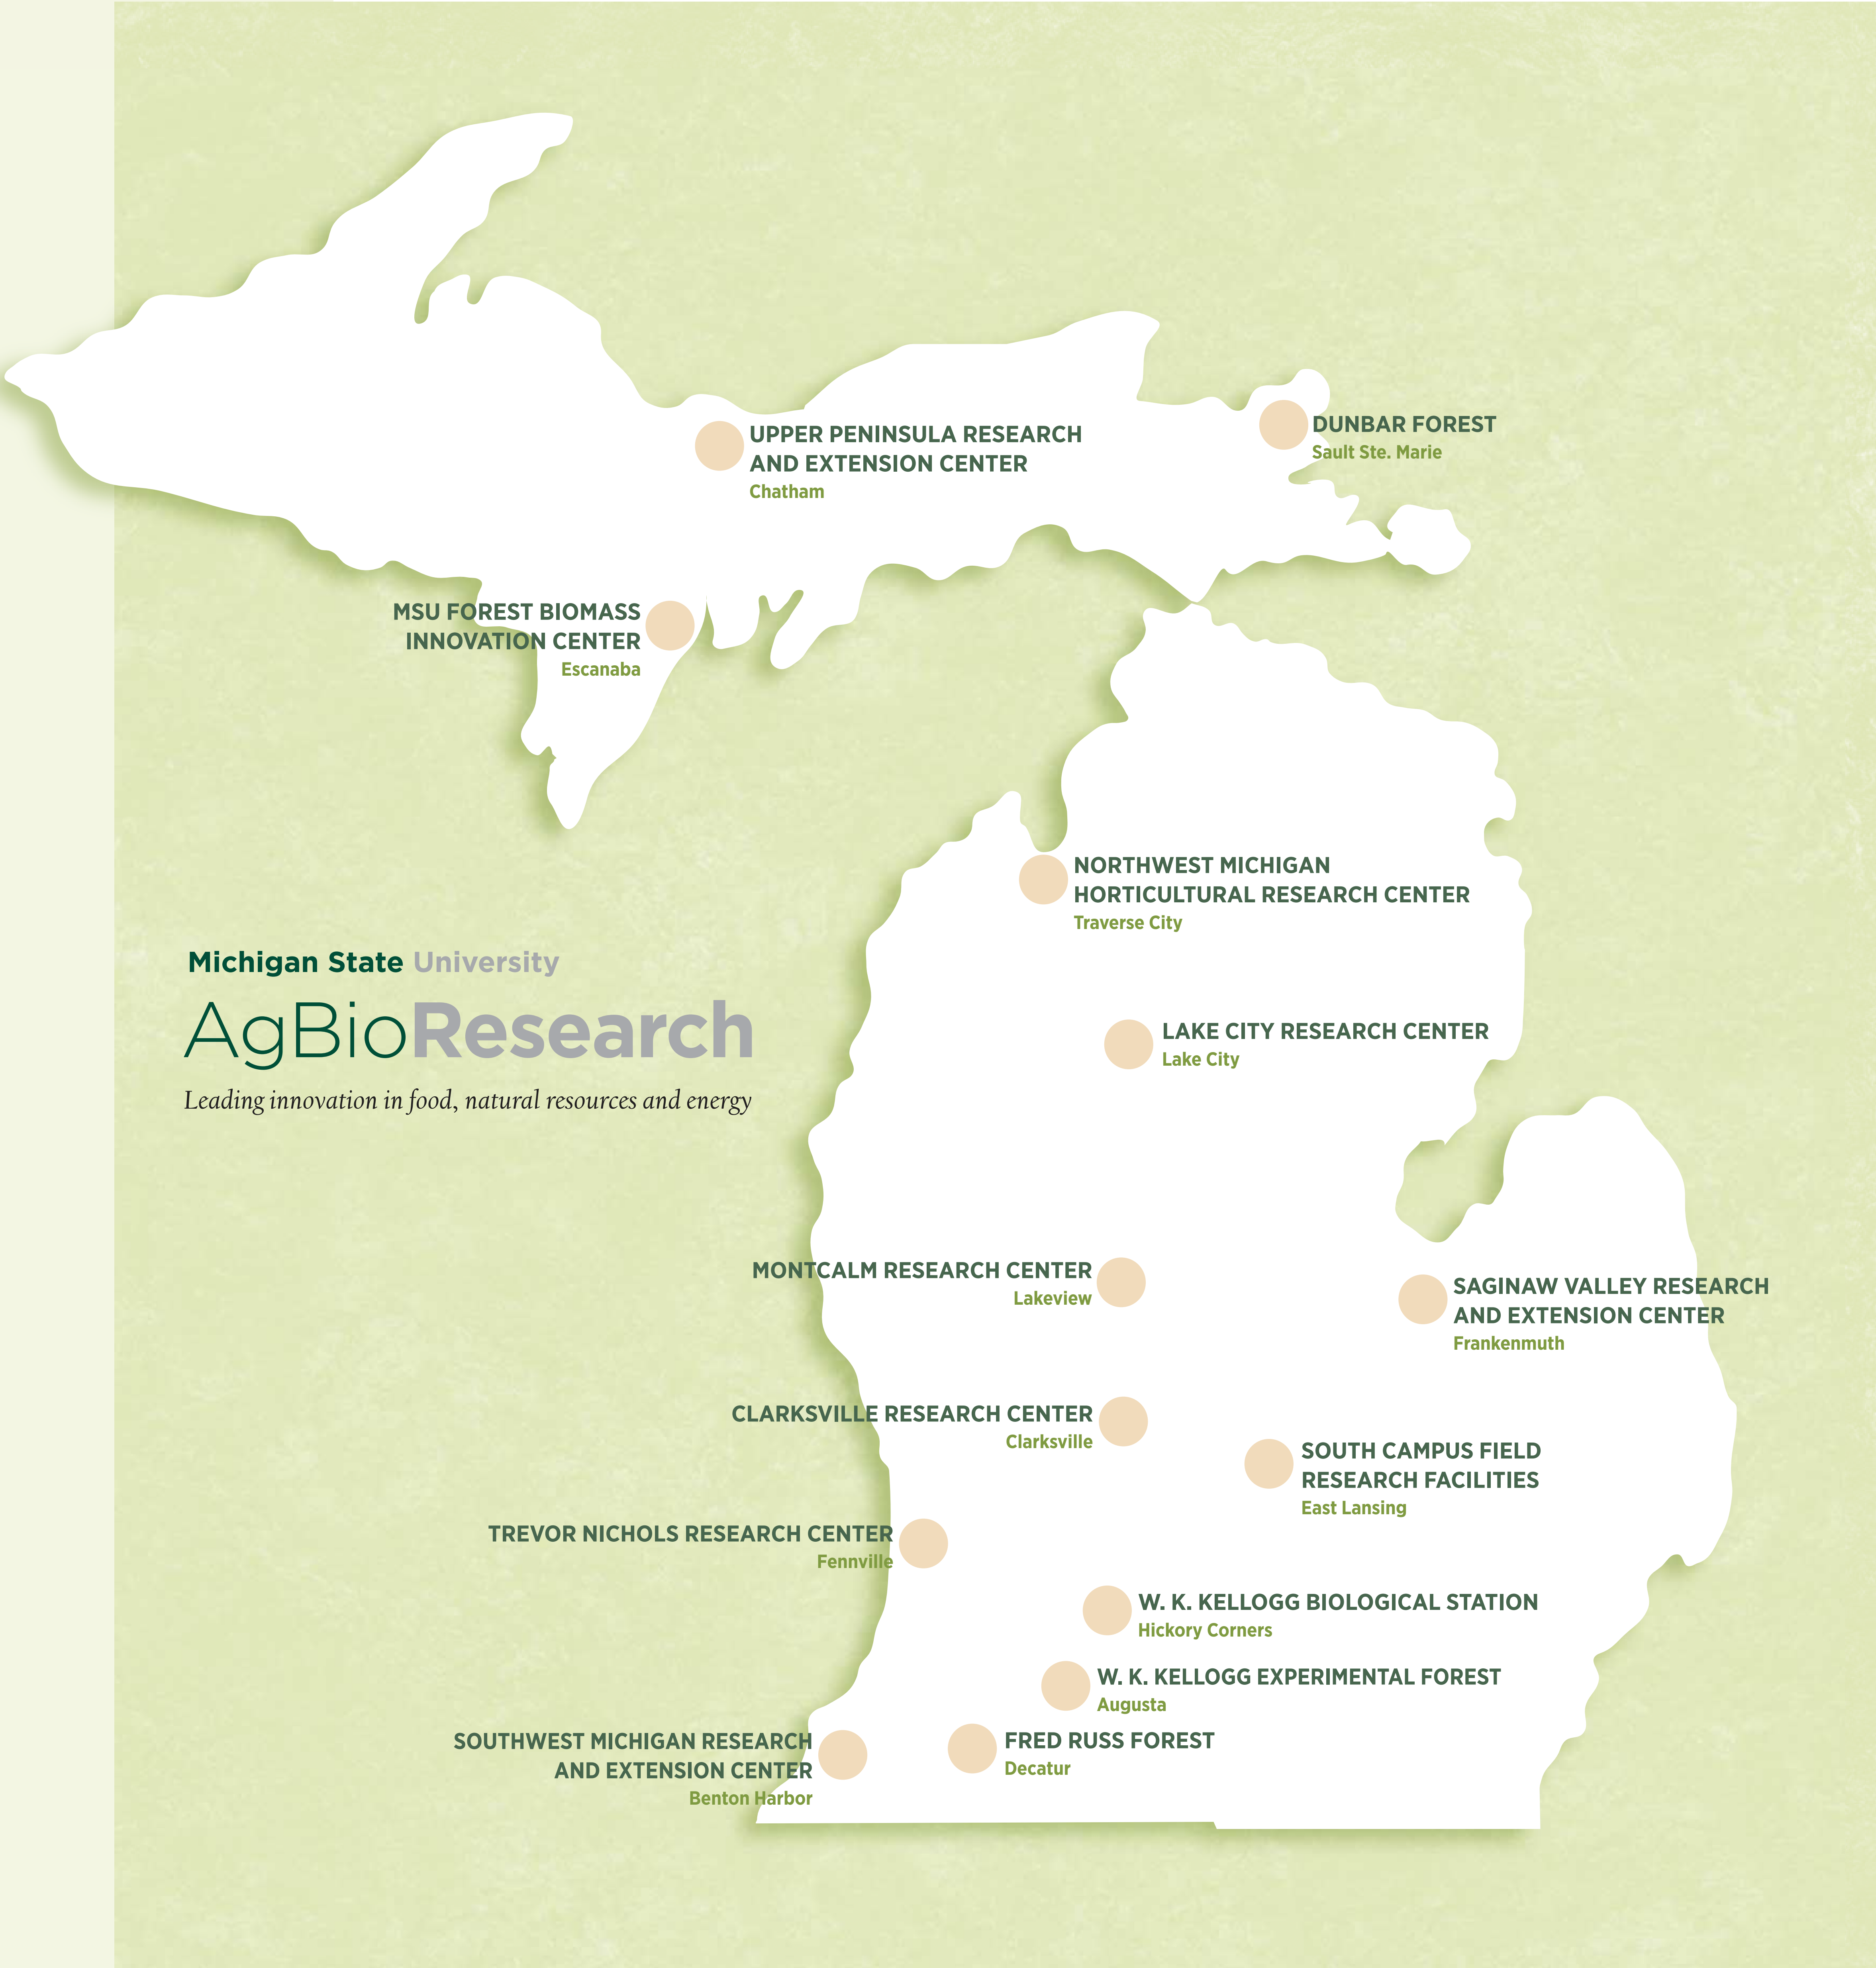 DUNBAR FOREST
Sault Ste. Marie
UPPER PENINSULA RESEARCH
AND EXTENSION CENTER
Chatham
MSU FOREST BIOMASS
INNOVATION CENTER
Escanaba
NORTHWEST MICHIGAN
HORTICULTURAL RESEARCH CENTER
Traverse City
Michigan State University
AgBioResearch
Leading innovation in food, natural resources and energy
LAKE CITY RESEARCH CENTER
Lake City
MONTCALM RESEARCH CENTER
Lakeview
SAGINAW VALLEY RESEARCH
AND EXTENSION CENTER
Frankenmuth
CLARKSVILLE RESEARCH CENTER
Clarksville
SOUTH CAMPUS FIELD
RESEARCH FACILITIES
East Lansing
TREVOR NICHOLS RESEARCH CENTER
Fennville
W. K. KELLOGG BIOLOGICAL STATION
Hickory Corners
W. K. KELLOGG EXPERIMENTAL FOREST
Augusta
SOUTHWEST MICHIGAN RESEARCH
AND EXTENSION CENTER
Benton Harbor
FRED RUSS FOREST
Decatur